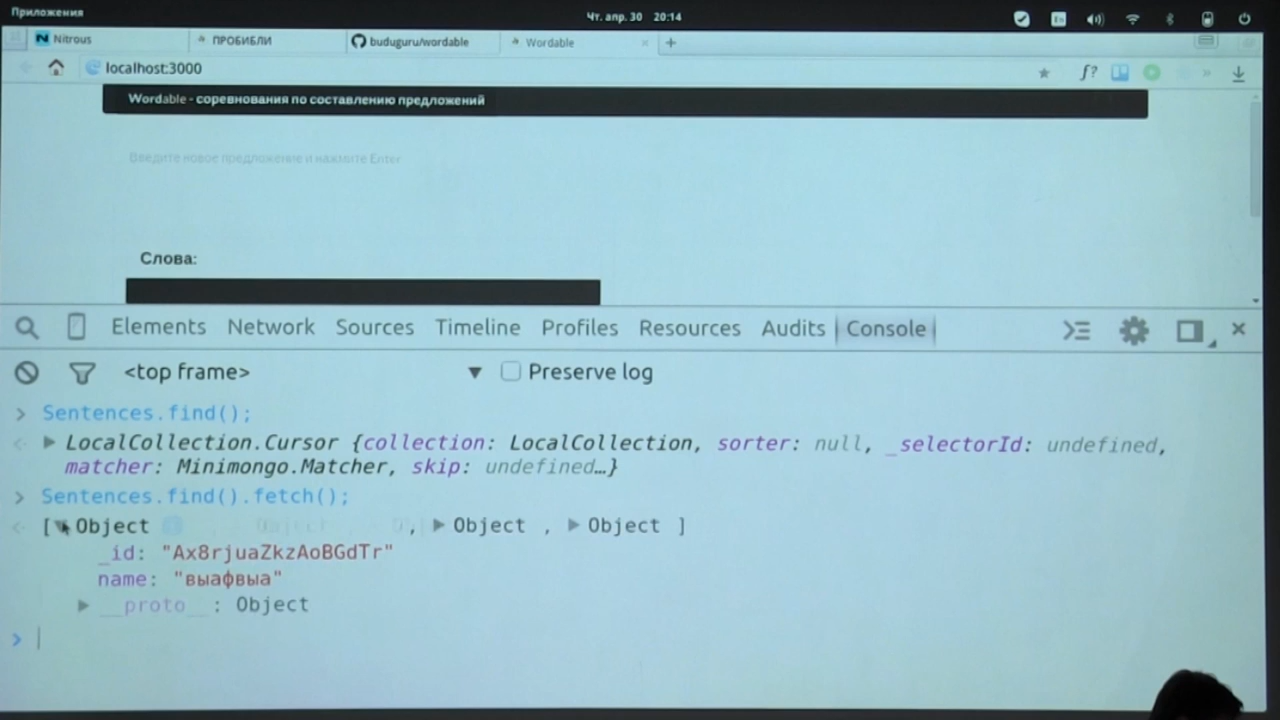 Приложения
Чт. апр. 30 20:14
En
Nitrous
ПРОБИБЛИ
buduguru/wordable
Wordable
localhost:3000
f?
Wordable - соревнования по составлению предложений
Введите новое предложение и нажмите Enter
Слова:
Elements Network Sources Timeline Profiles Resources Audits Console
<top frame> Preserve log
Sentences.find();
LocalCollection.Cursor {collection: LocalCollection, sorter: null, _selectorId: undefined,
matcher: Minimongo.Matcher, skip: undefined…}
Sentences.find().fetch();
[ Object , Object , Object ]
_id: "Ax8rjuaZkzAoBGdTr"
name: "выафвыа"
__proto__: Object